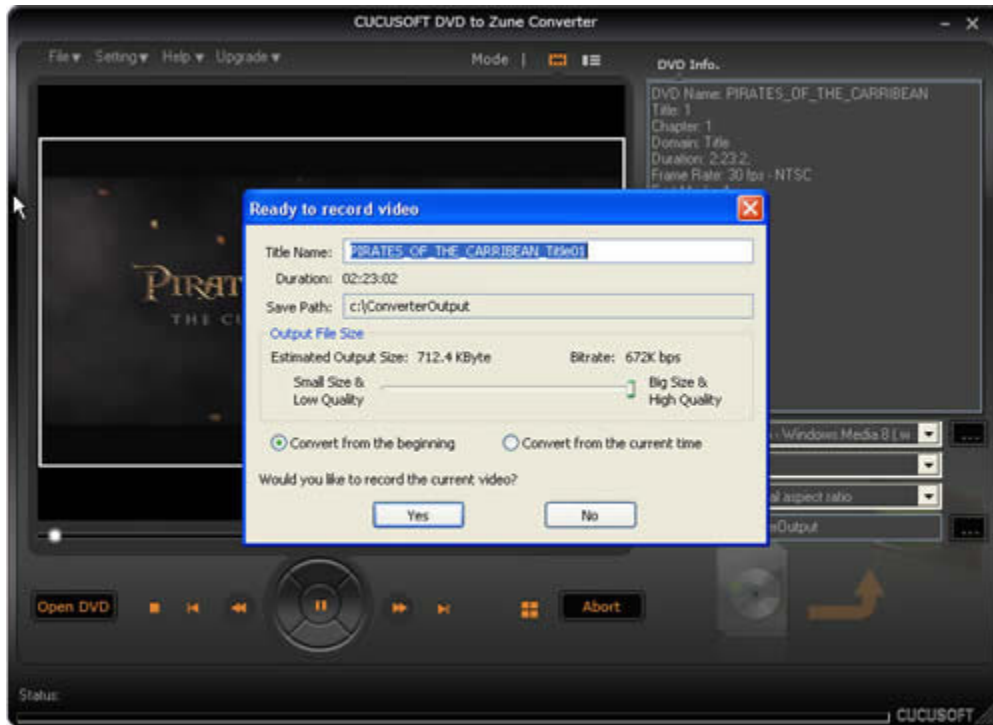 CUCUSOFT DVD to Zune Converter
File Setting Help Upgrade Mode |
DVD Info.
DVD Name: PIRATES_OF_THE_CARRIBEAN
Title: 1
Chapter: 1
Domain: Title
Duration: 2:23:2,
Frame Rate: 30 fps - NTSC
PIRAT
THE CU
Ready to record video
Title Name: PIRATES_OF_THE_CARRIBEAN_Title01
Duration: 02:23:02
Save Path: c:\ConverterOutput
Output File Size
Estimated Output Size: 712.4 KByte Bitrate: 672K bps
Small Size & Low Quality
Big Size & High Quality
Convert from the beginning Convert from the current time
Would you like to record the current video?
Yes No
- Windows Media 8 (.w
al aspect ratio
Output
...
Open DVD Abort
Status:
CUCUSOFT